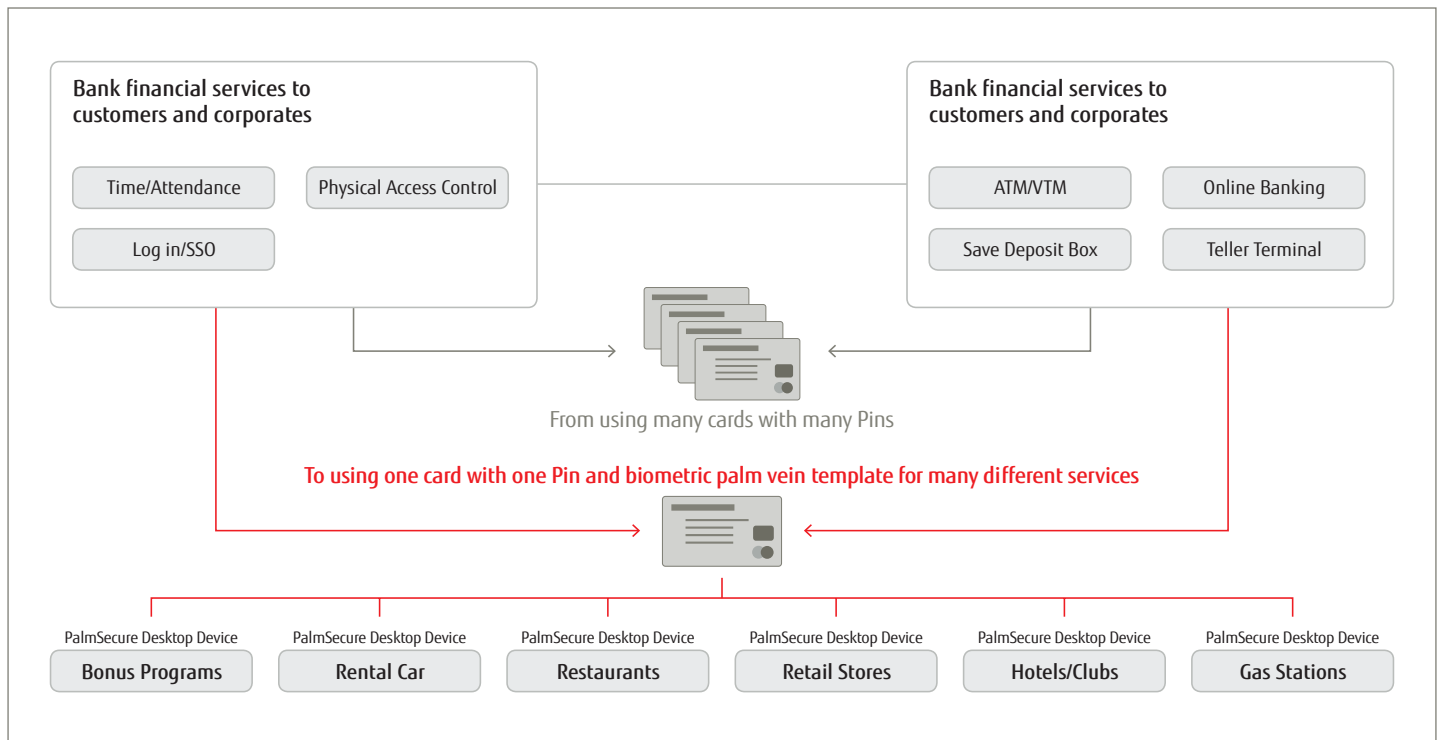 Bank financial services to
customers and corporates
Time/Attendance
Physical Access Control
Log in/SSO
Bank financial services to
customers and corporates
ATM/VTM
Online Banking
Save Deposit Box
Teller Terminal
From using many cards with many Pins
To using one card with one Pin and biometric palm vein template for many different services
PalmSecure Desktop Device
Bonus Programs
PalmSecure Desktop Device
Rental Car
PalmSecure Desktop Device
Restaurants
PalmSecure Desktop Device
Retail Stores
PalmSecure Desktop Device
Hotels/Clubs
PalmSecure Desktop Device
Gas Stations